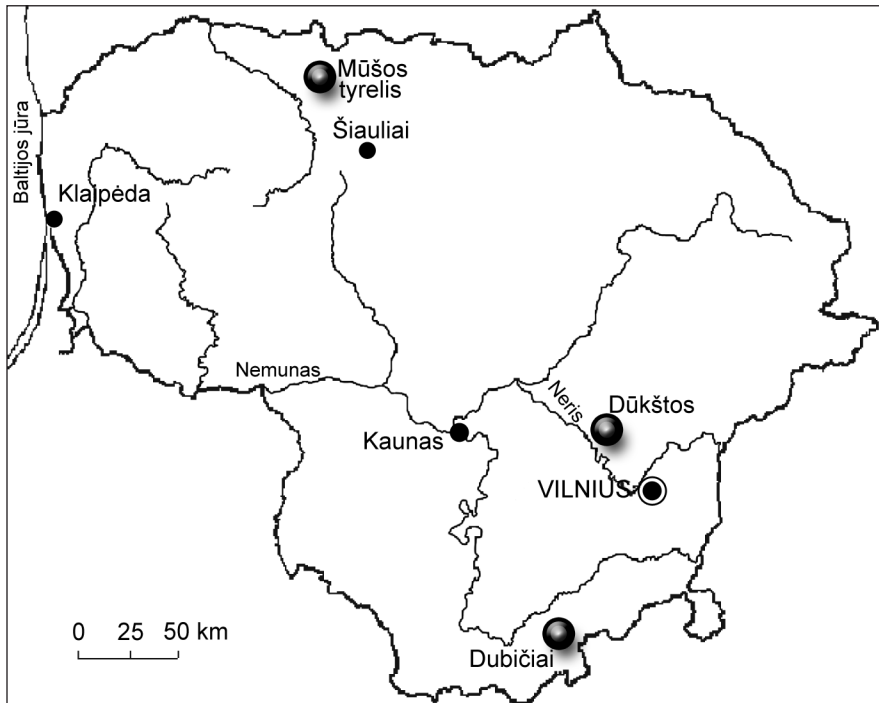 Mūšos
tyrelis
Šiauliai
Baltijos jūra
Klaipėda
Nemunas
Neris
Dūkštos
Kaunas
VILNIUS
0 25 50 km
Dubičiai